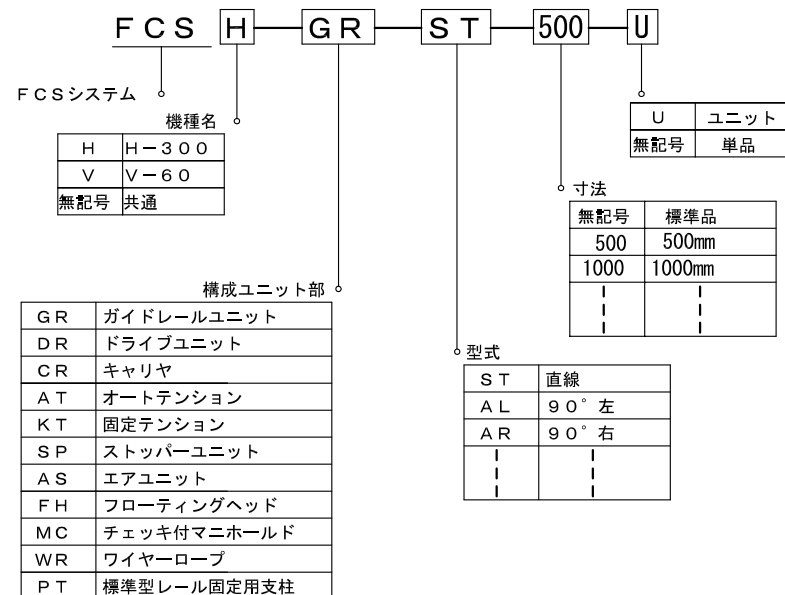 ＦＣＳ Ｈ－ＧＲ－ＳＴ－500－U
ＦＣＳシステム
機種名
Ｈ Ｈ－３００
Ｖ Ｖ－６０
無記号 共通
Ｕ ユニット
無記号 単品
寸法
無記号 標準品
500 500mm
1000 1000mm
構成ユニット部
ＧＲ ガイドレールユニット
ＤＲ ドライブユニット
ＣＲ キャリヤ
ＡＴ オートテンション
ＫＴ 固定テンション
ＳＰ ストッパーユニット
ＡＳ エアユニット
ＦＨ フローティングヘッド
ＭＣ チェッキ付マニホールド
ＷＲ ワイヤーロープ
ＰＴ 標準型レール固定用支柱
型式
ＳＴ 直線
ＡＬ ９０°左
ＡＲ ９０°右